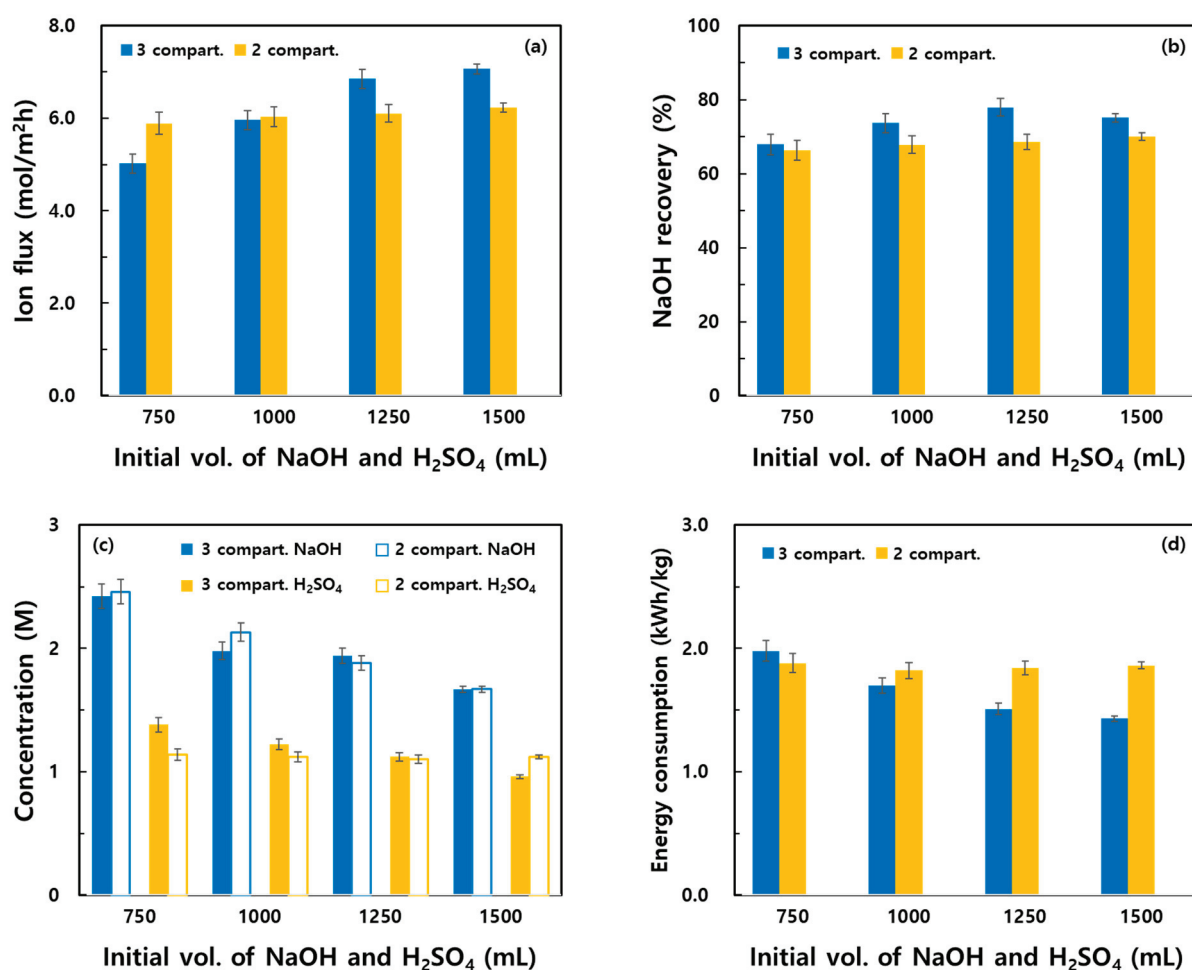 (a)
3 compart. 2 compart.
Ion flux (mol/m²h)
8.0
6.0
4.0
2.0
0.0
750 1000 1250 1500
Initial vol. of NaOH and H₂SO₄ (mL)
(b)
3 compart. 2 compart.
NaOH recovery (%)
100
80
60
40
20
0
750 1000 1250 1500
Initial vol. of NaOH and H₂SO₄ (mL)
(c)
3 compart. NaOH 2 compart. NaOH
3 compart. H₂SO₄ 2 compart. H₂SO₄
Concentration (M)
3
2
1
0
750 1000 1250 1500
Initial vol. of NaOH and H₂SO₄ (mL)
(d)
3 compart. 2 compart.
Energy consumption (kWh/kg)
3.0
2.0
1.0
0.0
750 1000 1250 1500
Initial vol. of NaOH and H₂SO₄ (mL)